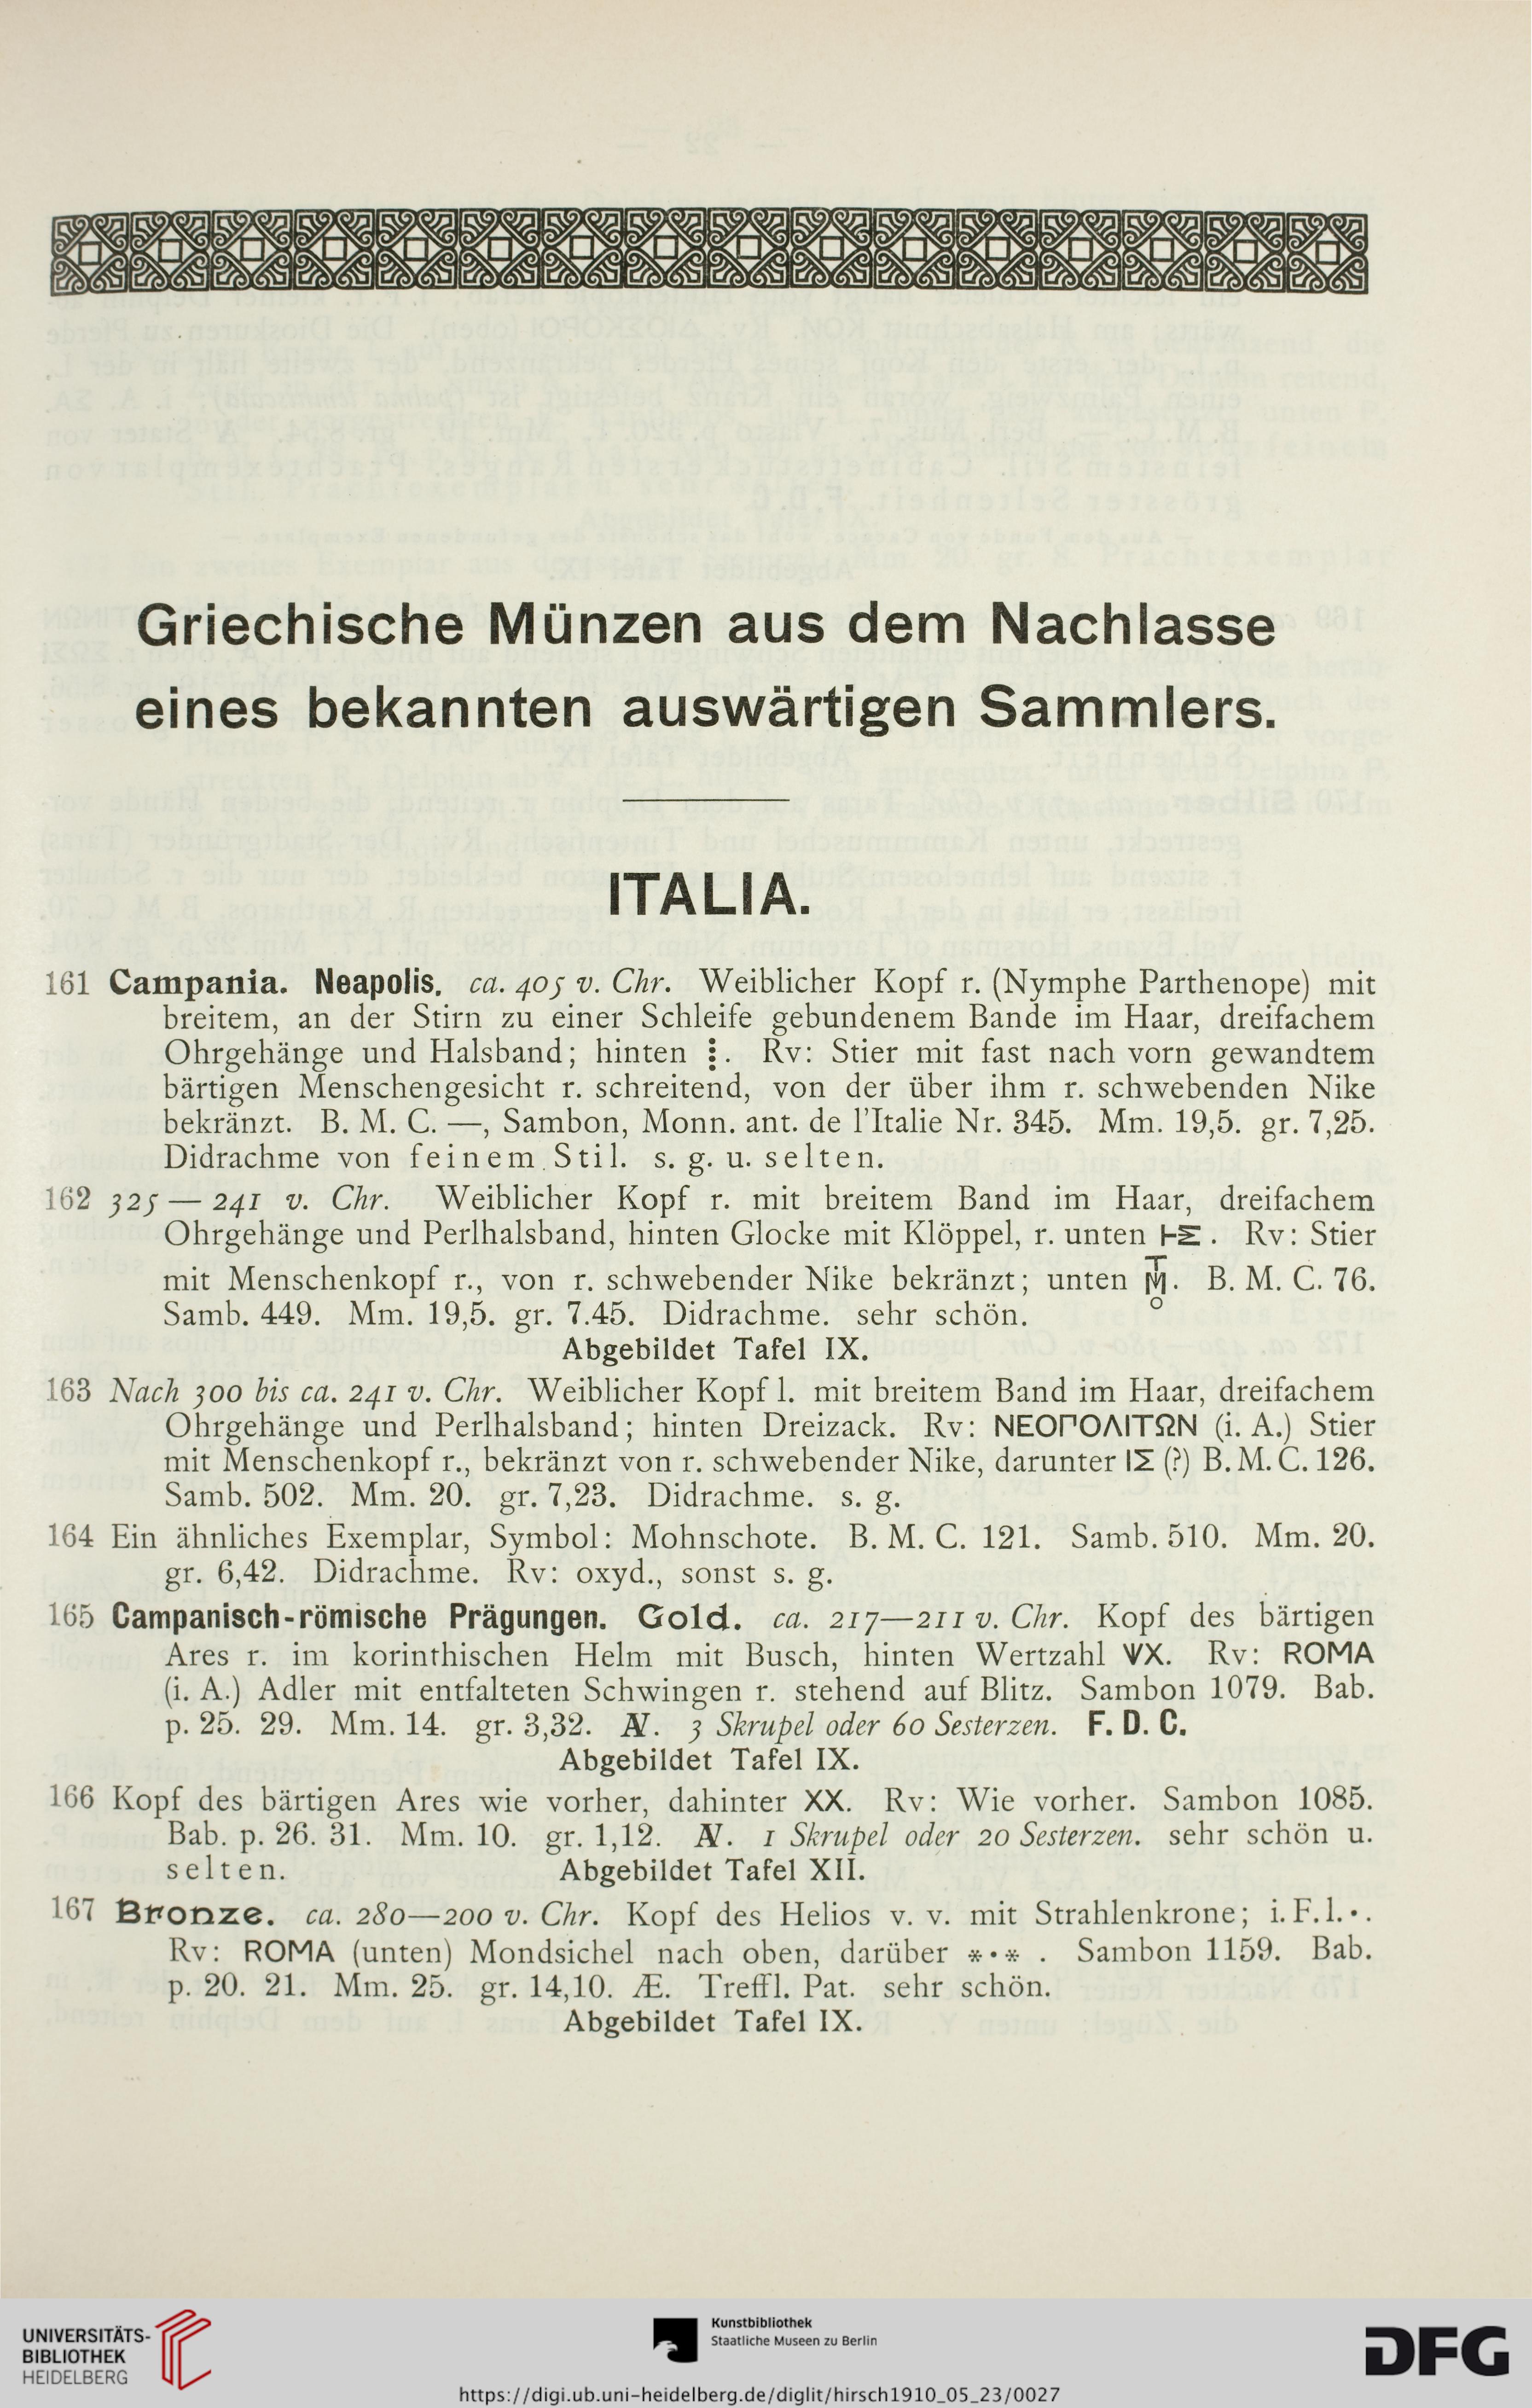 Griechische Münzen aus dem Nachlasse
eines bekannten auswärtigen Sammlers.
ITALIA.
161 Campania. Neapolis. ca. 405 v. Chr. Weiblicher Kopf r. (Nymphe Parthenope) mit
breitem, an der Stirn zu einer Schleife gebundenem Bande im Haar, dreifachem
Ohrgehänge und Halsband; hinten ⁞. Rv: Stier mit fast nach vorn gewandtem
bärtigen Menschengesicht r. schreitend, von der über ihm r. schwebenden Nike
bekränzt. B. M. C. —, Sambon, Monn. ant. de l'Italie Nr. 345. Mm. 19,5. gr. 7,25.
Didrachme von feinem Stil. s. g. u. selten.
162 325 — 241 v. Chr. Weiblicher Kopf r. mit breitem Band im Haar, dreifachem
Ohrgehänge und Perlhalsband, hinten Glocke mit Klöppel, r. unten ͰΣ. Rv: Stier
mit Menschenkopf r., von r. schwebender Nike bekränzt; unten . B. M. C. 76.
Samb. 449. Mm. 19,5. gr. 7.45. Didrachme. sehr schön.
Abgebildet Tafel IX.
163 Nach 300 bis ca. 241 v. Chr. Weiblicher Kopf l. mit breitem Band im Haar, dreifachem
Ohrgehänge und Perlhalsband; hinten Dreizack. Rv: ΝΕΟΠΟΛΙΤΩΝ (i. A.) Stier
mit Menschenkopf r., bekränzt von r. schwebender Nike, darunter ΙΣ (?) B. M. C. 126.
Samb. 502. Mm. 20. gr. 7,23. Didrachme. s. g.
164 Ein ähnliches Exemplar, Symbol: Mohnschote. B. M. C. 121. Samb. 510. Mm. 20.
gr. 6,42. Didrachme. Rv: oxyd., sonst s. g.
165 Campanisch-römische Prägungen. Gold. ca. 217—211 v. Chr. Kopf des bärtigen
Ares r. im korinthischen Helm mit Busch, hinten Wertzahl ѰX. Rv: ROMA
(i. A.) Adler mit entfalteten Schwingen r. stehend auf Blitz. Sambon 1079. Bab.
p. 25. 29. Mm. 14. gr. 3,32. AV. 3 Skrupel oder 60 Sesterzen. F. D. C.
Abgebildet Tafel IX.
166 Kopf des bärtigen Ares wie vorher, dahinter XX. Rv: Wie vorher. Sambon 1085.
Bab. p. 26. 31. Mm. 10. gr. 1,12. AV. 1 Skrupel oder 20 Sesterzen. sehr schön u.
selten. Abgebildet Tafel XII.
167 Bronze. ca. 280—200 v. Chr. Kopf des Helios v. v. mit Strahlenkrone; i. F. l. • .
Rv: ROMA (unten) Mondsichel nach oben, darüber * • * . Sambon 1159. Bab.
p. 20. 21. Mm. 25. gr. 14,10. Æ. Treffl. Pat. sehr schön.
Abgebildet Tafel IX.
UNIVERSITÄTS-
BIBLIOTHEK
HEIDELBERG
Kunstbibliothek
Staatliche Museen zu Berlin
DFG
https://digi.ub.uni-heidelberg.de/diglit/hirsch1910_05_23/0027